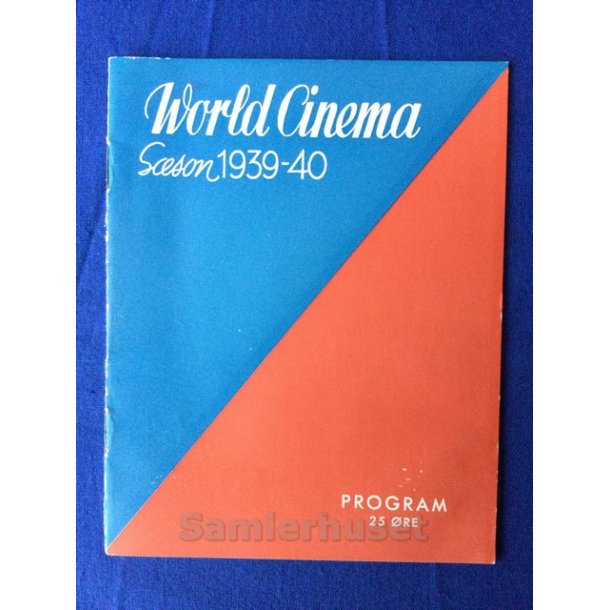 World Cinema
Sæson 1939-40
PROGRAM
25 ØRE
Samlerhuset